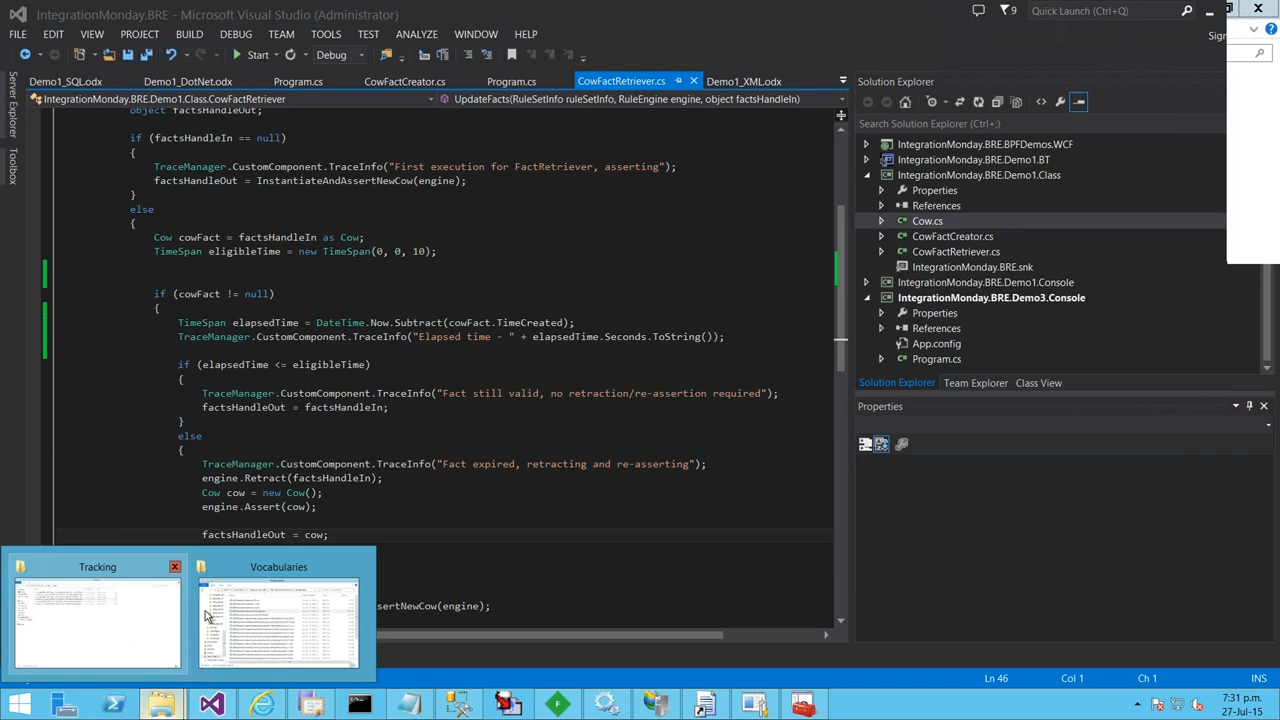 IntegrationMonday.BRE - Microsoft Visual Studio (Administrator)
9
Quick Launch (Ctrl+;)
FILE EDIT VIEW PROJECT BUILD DEBUG TEAM TOOLS TEST ANALYZE WINDOW HELP
Sign
Start Debug
Demo1_SQL.odx Demo1_DotNet.odx Program.cs CowFactCreator.cs Program.cs CowFactRetriever.cs Demo1_XML.odx
Solution Explorer
IntegrationMonday.BRE.Demo1.Class.CowFactRetriever
UpdateFacts(RuleSetInfo ruleSetInfo, RuleEngine engine, object factsHandleIn)
Server Explorer
Toolbox
object factsHandleOut;
if (factsHandleIn == null)
{
TraceManager.CustomComponent.TraceInfo("First execution for FactRetriever, asserting");
factsHandleOut = InstantiateAndAssertNewCow(engine);
}
else
{
Cow cowFact = factsHandleIn as Cow;
TimeSpan eligibleTime = new TimeSpan(0, 0, 10);
if (cowFact != null)
{
TimeSpan elapsedTime = DateTime.Now.Subtract(cowFact.TimeCreated);
TraceManager.CustomComponent.TraceInfo("Elapsed time - " + elapsedTime.Seconds.ToString());
if (elapsedTime <= eligibleTime)
{
TraceManager.CustomComponent.TraceInfo("Fact still valid, no retraction/re-assertion required");
factsHandleOut = factsHandleIn;
}
else
{
TraceManager.CustomComponent.TraceInfo("Fact expired, retracting and re-asserting");
engine.Retract(factsHandleIn);
Cow cow = new Cow();
engine.Assert(cow);
factsHandleOut = cow;
ssertNewCow(engine);
Search Solution Explorer (Ctrl+;)
IntegrationMonday.BRE.BPFDemos.WCF
IntegrationMonday.BRE.Demo1.BT
IntegrationMonday.BRE.Demo1.Class
Properties
References
Cow.cs
CowFactCreator.cs
CowFactRetriever.cs
IntegrationMonday.BRE.snk
IntegrationMonday.BRE.Demo1.Console
IntegrationMonday.BRE.Demo3.Console
Properties
References
App.config
Program.cs
Solution Explorer Team Explorer Class View
Properties
Tracking
Vocabularies
Ln 46 Col 1 Ch 1 INS
7:31 p.m.
27-Jul-15